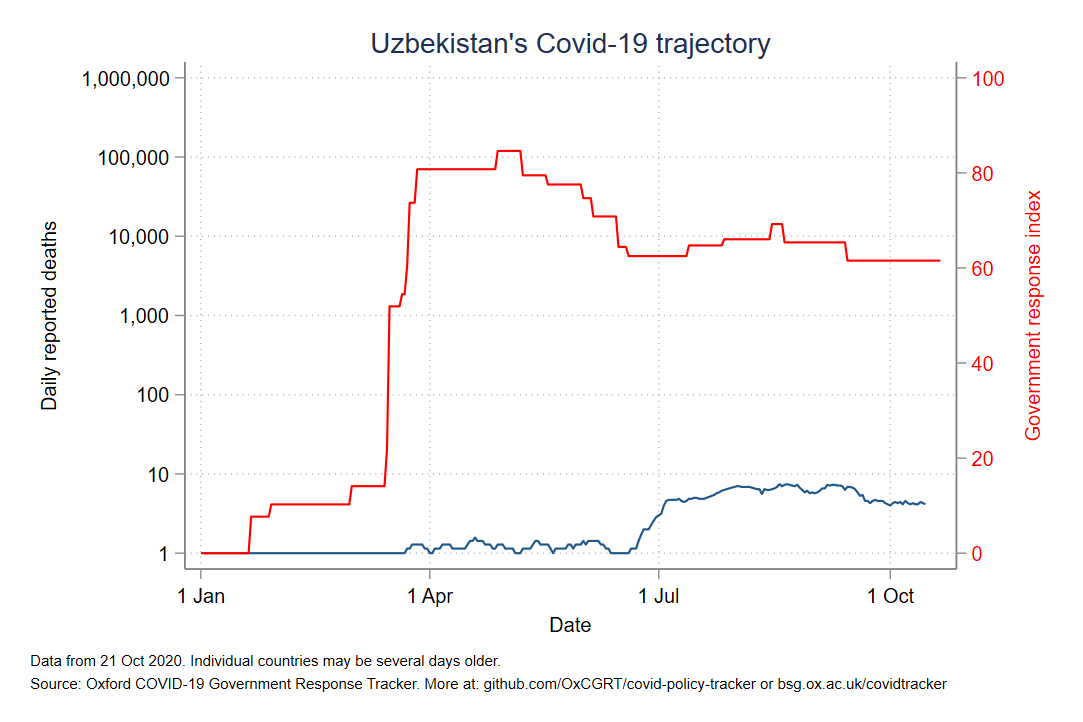 Uzbekistan's Covid-19 trajectory
1,000,000
100,000
10,000
1,000
100
10
1
Daily reported deaths
100
80
60
40
20
0
Government response index
1 Jan
1 Apr
1 Jul
1 Oct
Date
Data from 21 Oct 2020. Individual countries may be several days older.
Source: Oxford COVID-19 Government Response Tracker. More at: github.com/OxCGRT/covid-policy-tracker or bsg.ox.ac.uk/covidtracker